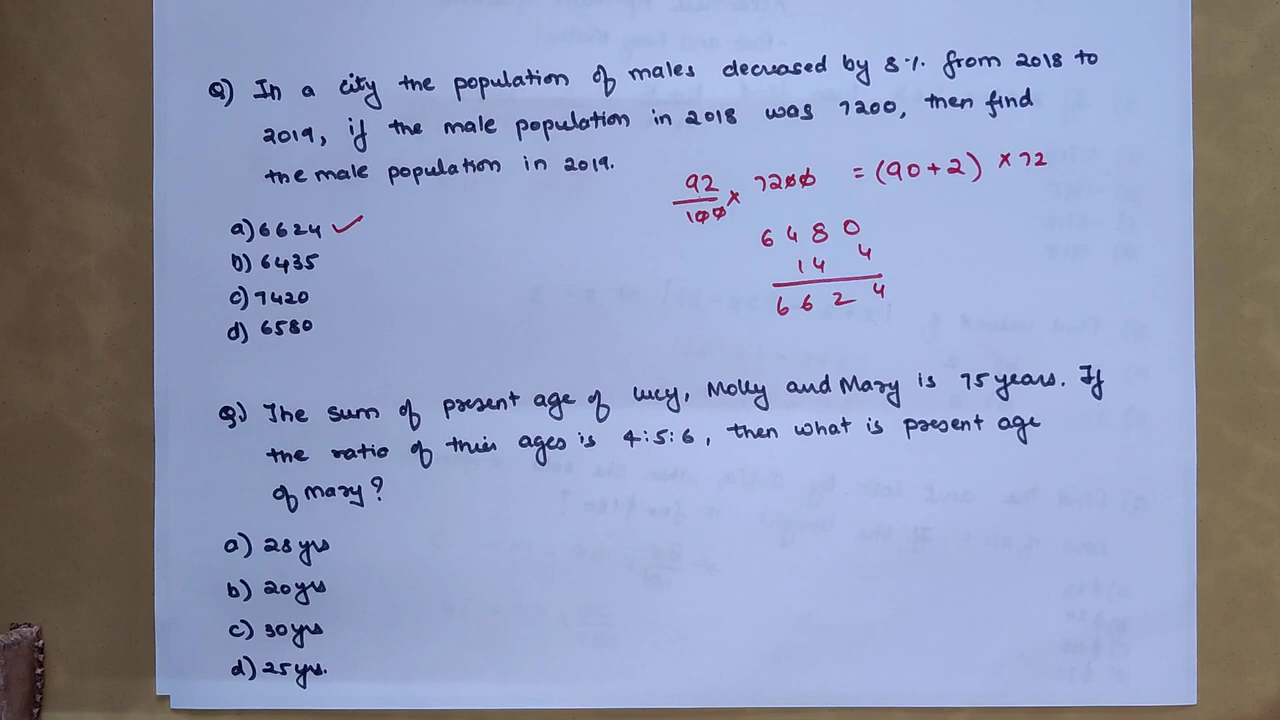 Q) In a city the population of males decreased by 8%. from 2018 to
2019, if the male population in 2018 was 7200, then find
the male population in 2019.
92/100 × 7200 = (90+2) × 72
a) 6624 ✓
b) 6435
c) 7420
d) 6580
6480
144
6624
Q) The sum of present age of Lucy, Molly and Mary is 75 years. If
the ratio of thier ages is 4:5:6, then what is present age
of mary?
a) 28 yrs
b) 20 yrs
c) 30 yrs
d) 25 yrs.